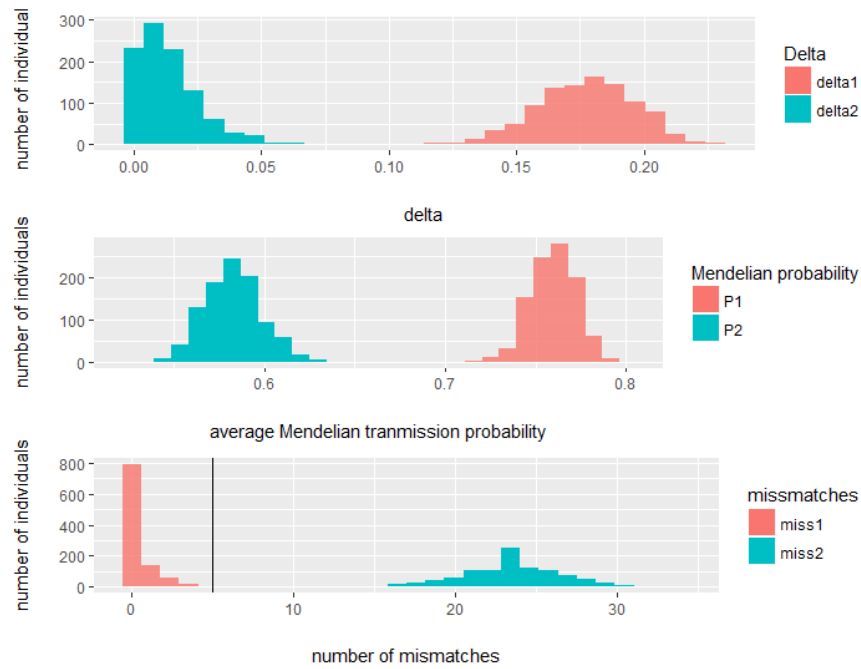 number of individual
300
200
100
0
0.00
0.05
0.10
0.15
0.20
delta
Delta
delta1
delta2
number of individuals
200
100
0
0.6
0.7
0.8
average Mendelian tranmission probability
Mendelian probability
P1
P2
number of individuals
800
600
400
200
0
0
10
20
30
number of mismatches
missmatches
miss1
miss2